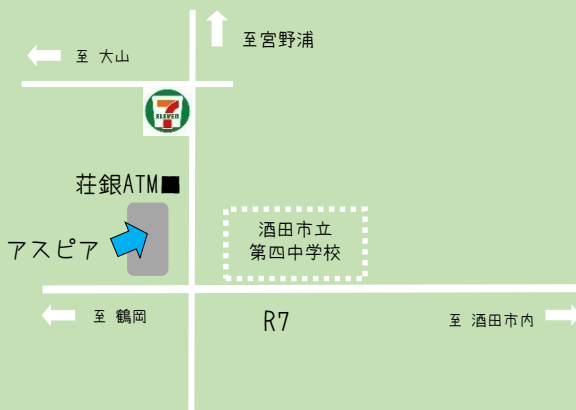 至宮野浦
至 大山
7
ELEVEN
荘銀ATM■
アスピア
酒田市立
第四中学校
至 鶴岡
R7
至 酒田市内